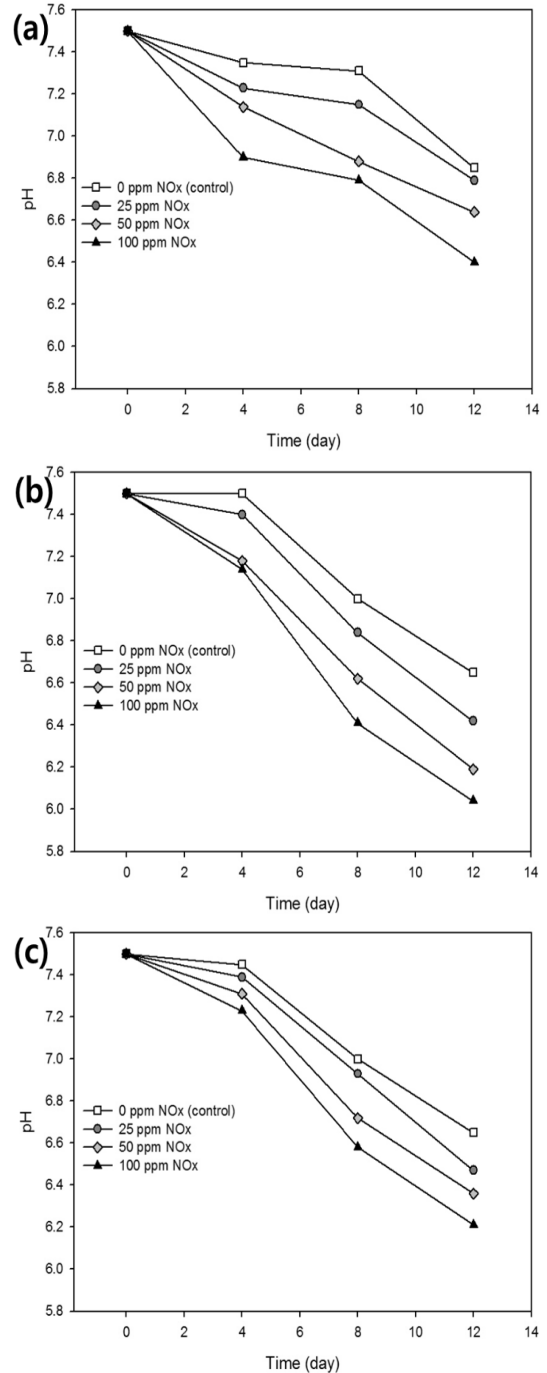 (a)
7.6
7.4
7.2
7.0
6.8
6.6
6.4
6.2
6.0
5.8
pH
0 ppm NOx (control)
25 ppm NOx
50 ppm NOx
100 ppm NOx
0 2 4 6 8 10 12 14
Time (day)
(b)
7.6
7.4
7.2
7.0
6.8
6.6
6.4
6.2
6.0
5.8
pH
0 ppm NOx (control)
25 ppm NOx
50 ppm NOx
100 ppm NOx
0 2 4 6 8 10 12 14
Time (day)
(c)
7.6
7.4
7.2
7.0
6.8
6.6
6.4
6.2
6.0
5.8
pH
0 ppm NOx (control)
25 ppm NOx
50 ppm NOx
100 ppm NOx
0 2 4 6 8 10 12 14
Time (day)